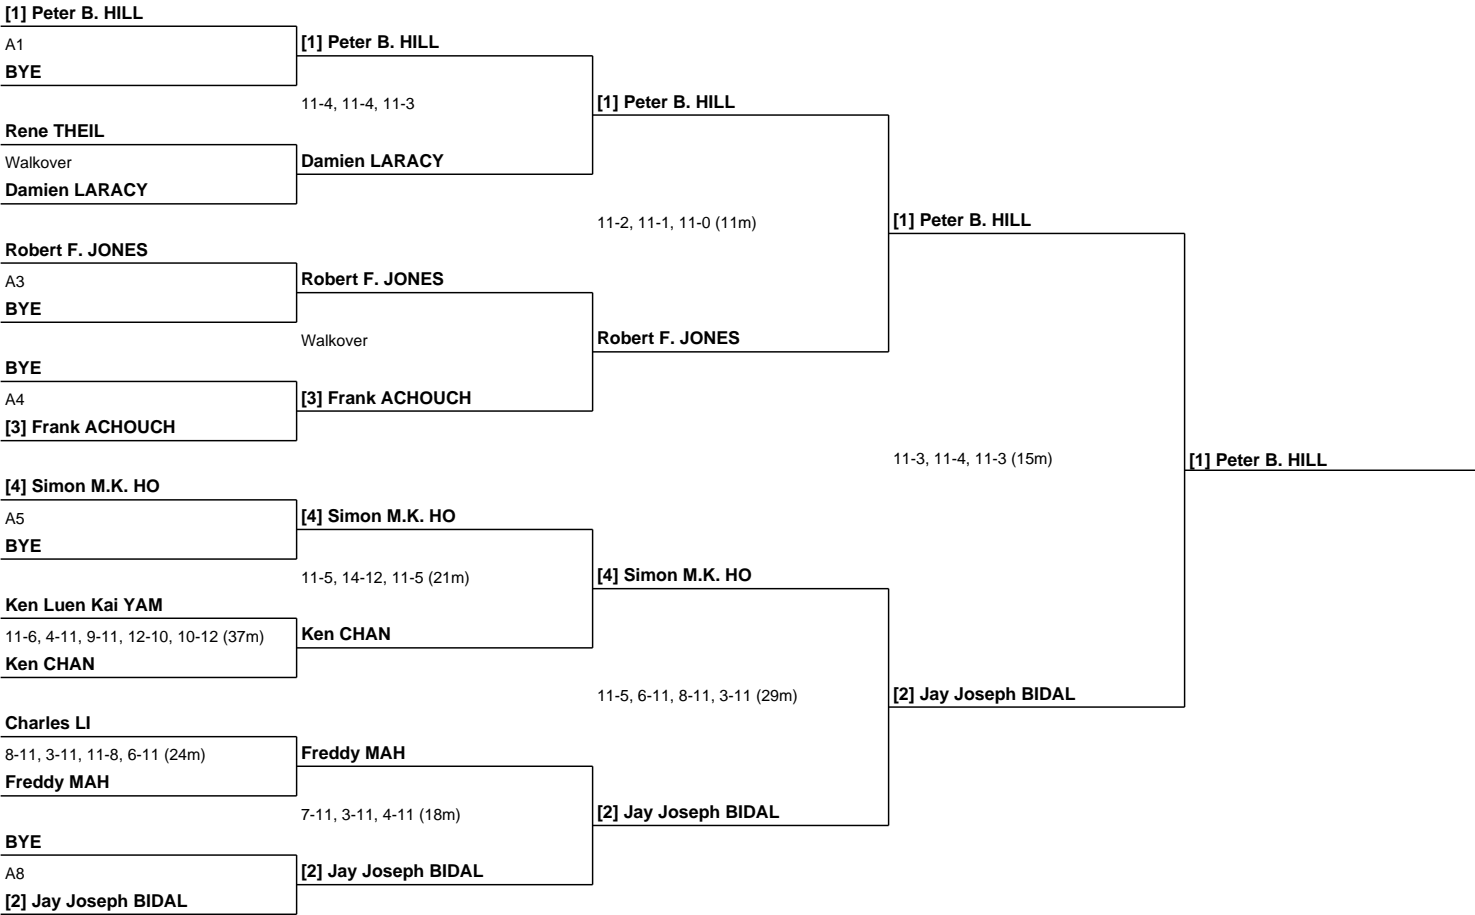 [1] Peter B. HILL
A1
BYE
Rene THEIL
Walkover
Damien LARACY
Robert F. JONES
A3
BYE
BYE
A4
[3] Frank ACHOUCH
[4] Simon M.K. HO
A5
BYE
Ken Luen Kai YAM
11-6, 4-11, 9-11, 12-10, 10-12 (37m)
Ken CHAN
Charles LI
8-11, 3-11, 11-8, 6-11 (24m)
Freddy MAH
BYE
A8
[2] Jay Joseph BIDAL
[1] Peter B. HILL
11-4, 11-4, 11-3
Damien LARACY
Robert F. JONES
Walkover
[3] Frank ACHOUCH
[4] Simon M.K. HO
11-5, 14-12, 11-5 (21m)
Ken CHAN
Freddy MAH
7-11, 3-11, 4-11 (18m)
[2] Jay Joseph BIDAL
[1] Peter B. HILL
11-2, 11-1, 11-0 (11m)
Robert F. JONES
[4] Simon M.K. HO
11-5, 6-11, 8-11, 3-11 (29m)
[2] Jay Joseph BIDAL
[1] Peter B. HILL
11-3, 11-4, 11-3 (15m)
[2] Jay Joseph BIDAL
[1] Peter B. HILL